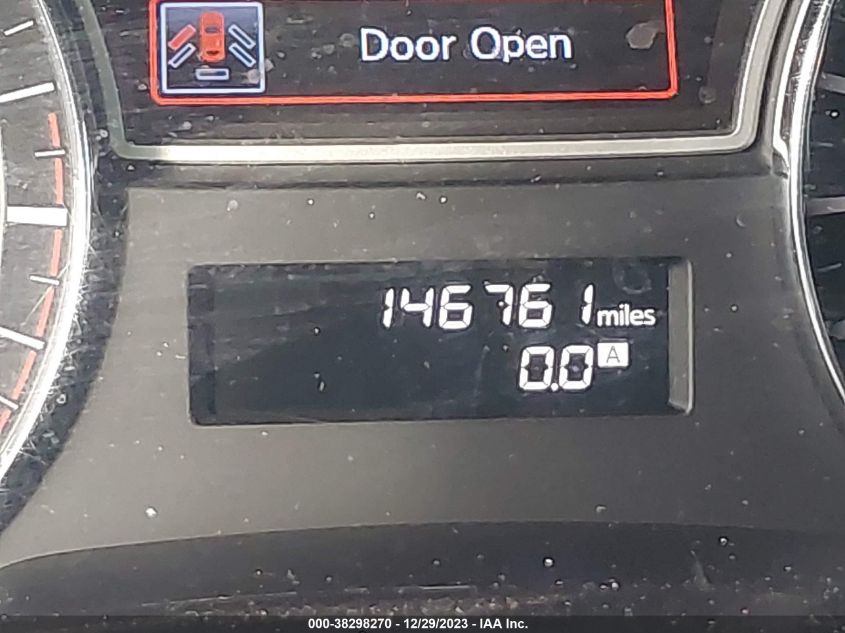 Door Open
146761 miles
0.0 A
000-38298270 - 12/29/2023 - IAA Inc.